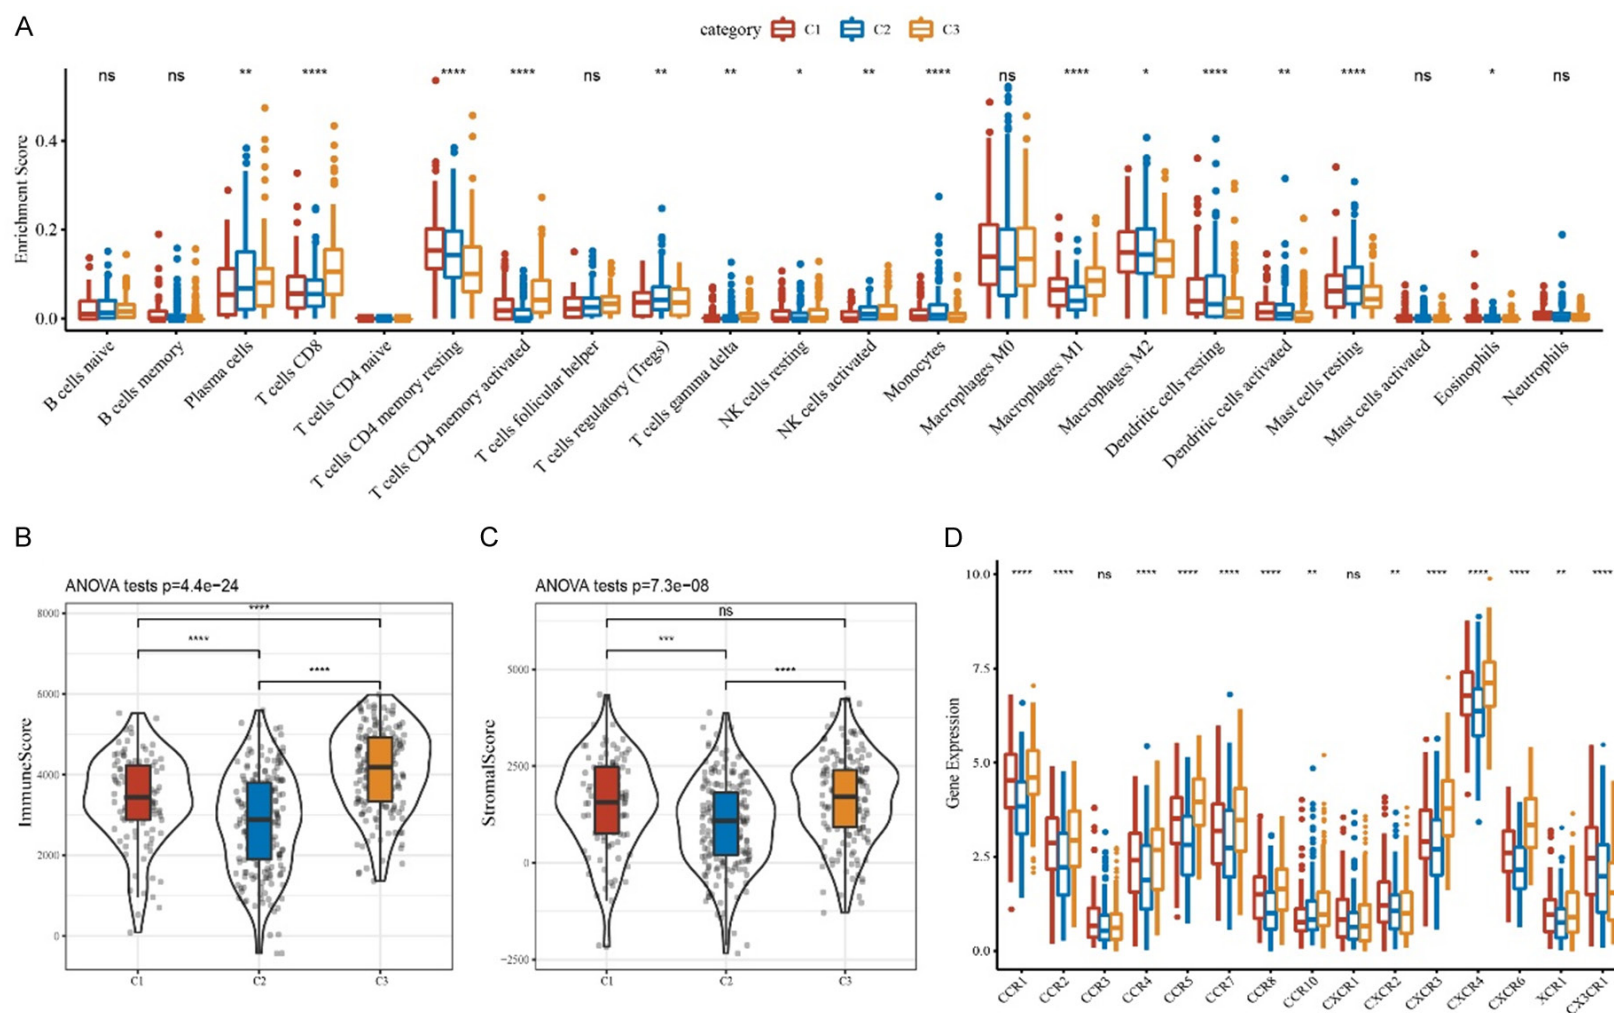 A
category C1 C2 C3
ns ns ** **** **** **** ns ** ** * ** **** ns **** * **** ** **** ns * ns
Enrichment Score
0.4
0.2
0.0
B cells naive
B cells memory
Plasma cells
T cells CD8
T cells CD4 naive
T cells CD4 memory resting
T cells CD4 memory activated
T cells follicular helper
T cells regulatory (Tregs)
T cells gamma delta
NK cells resting
NK cells activated
Monocytes
Macrophages M0
Macrophages M1
Macrophages M2
Dendritic cells resting
Dendritic cells activated
Mast cells resting
Mast cells activated
Eosinophils
Neutrophils
B
ANOVA tests p=4.4e−24
ImmuneScore
8000
6000
4000
2000
0
****
****
****
C1 C2 C3
C
ANOVA tests p=7.3e−08
StromalScore
5000
2500
0
−2500
ns
***
****
C1 C2 C3
D
**** **** ns **** **** **** **** ** ns ** **** **** **** ** ****
Gene Expression
10.0
7.5
5.0
2.5
0.0
CCR1
CCR2
CCR3
CCR4
CCR5
CCR7
CCR8
CCR10
CXCR1
CXCR2
CXCR3
CXCR4
CXCR6
XCR1
CX3CR1